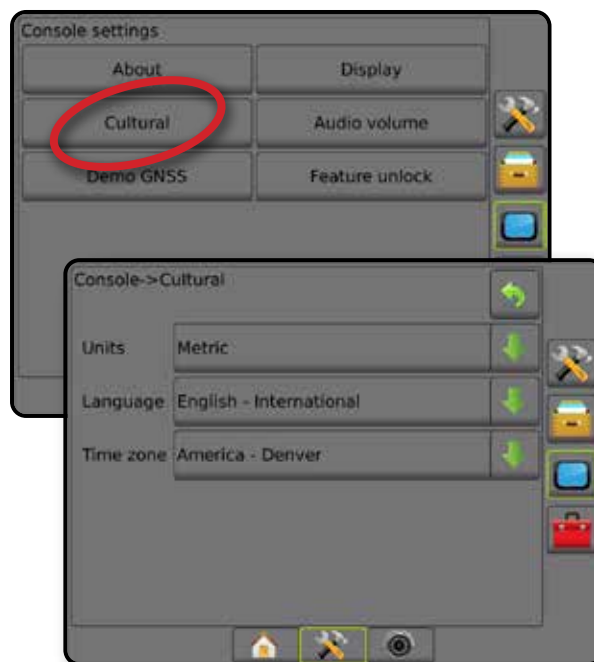 Console settings
About Display
Cultural Audio volume
Demo GNSS Feature unlock
Console->Cultural
Units Metric
Language English - International
Time zone America - Denver